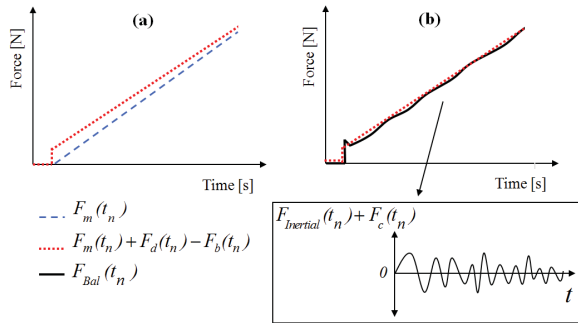 (a)
Force [N]
Time [s]
(b)
Force [N]
Time [s]
F_m(t_n)
F_m(t_n) + F_d(t_n) − F_b(t_n)
F_Bal(t_n)
F_Inertial(t_n) + F_c(t_n)
0
t